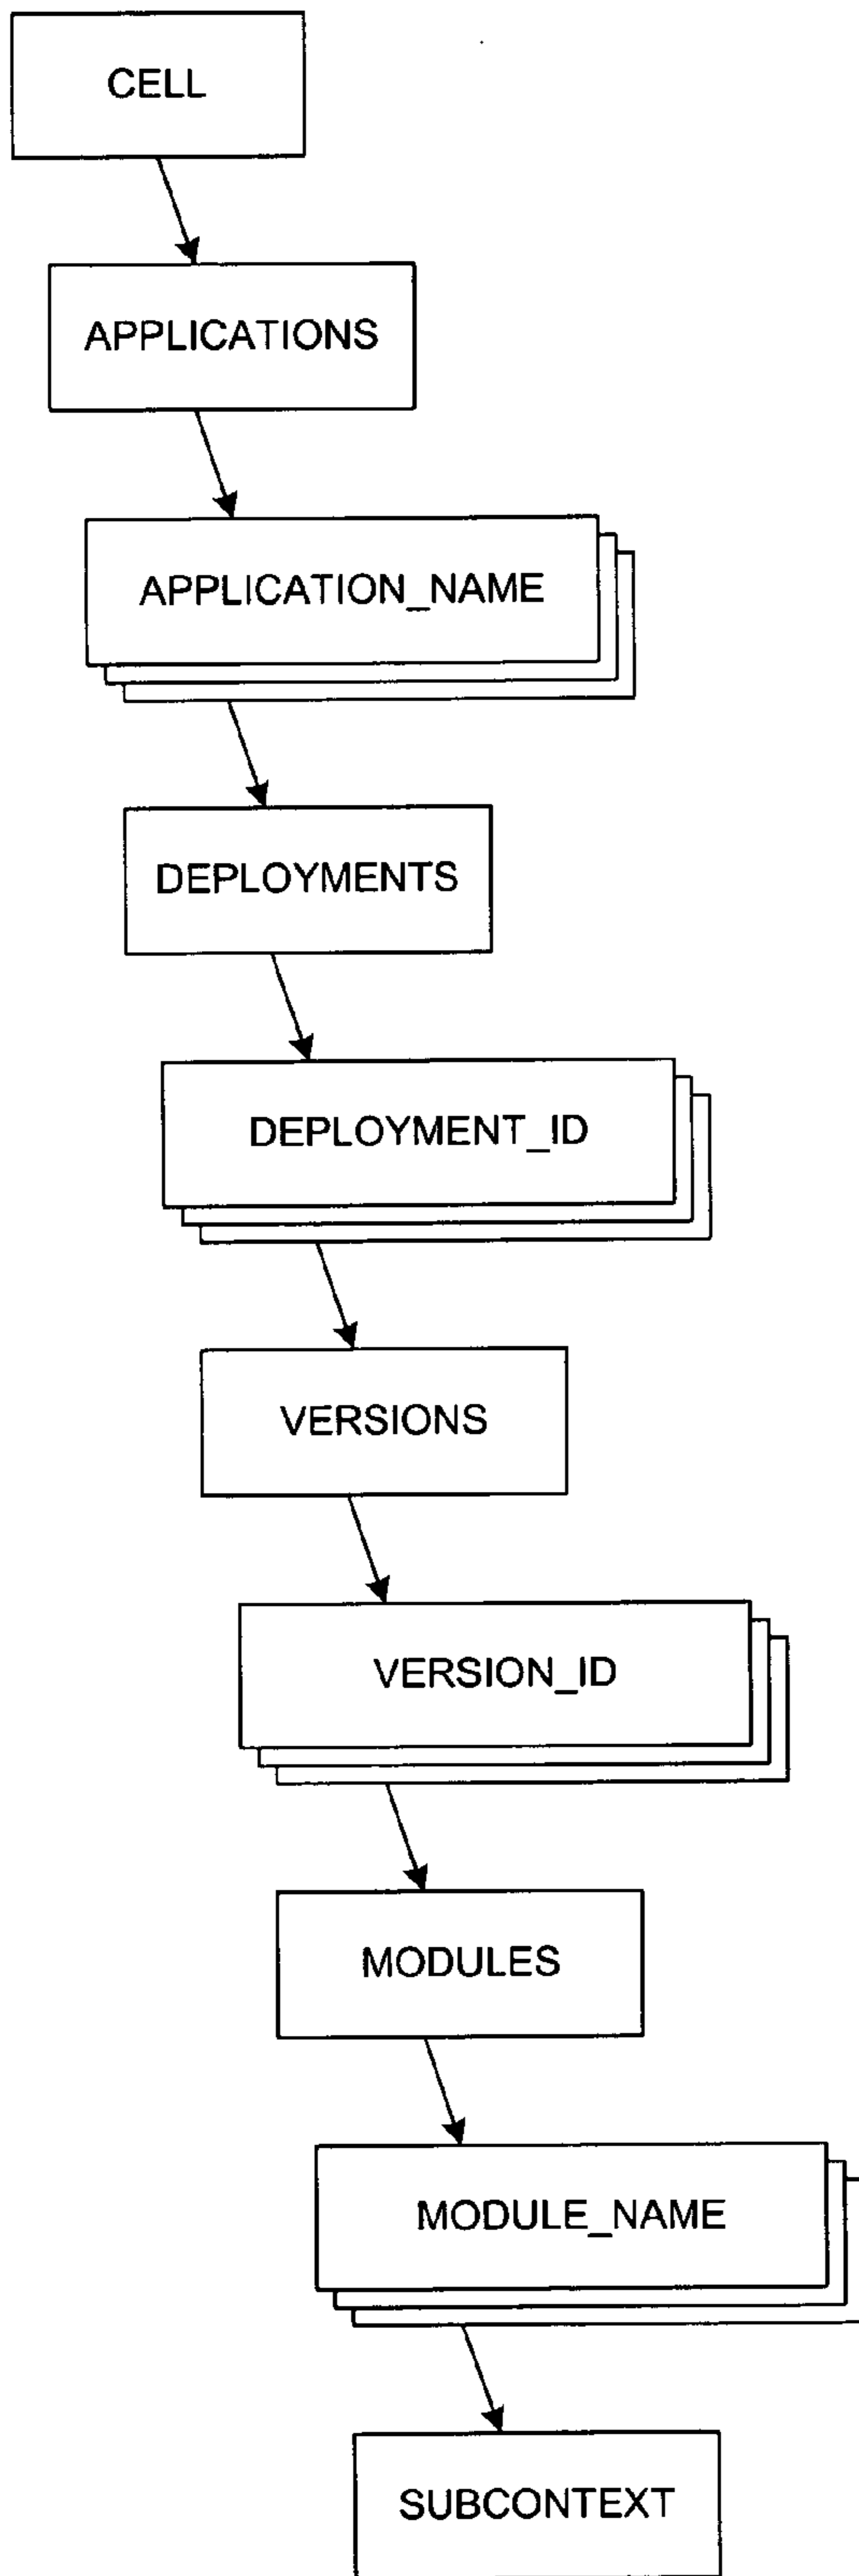 CELL
APPLICATIONS
APPLICATION_NAME
DEPLOYMENTS
DEPLOYMENT_ID
VERSIONS
VERSION_ID
MODULES
MODULE_NAME
SUBCONTEXT